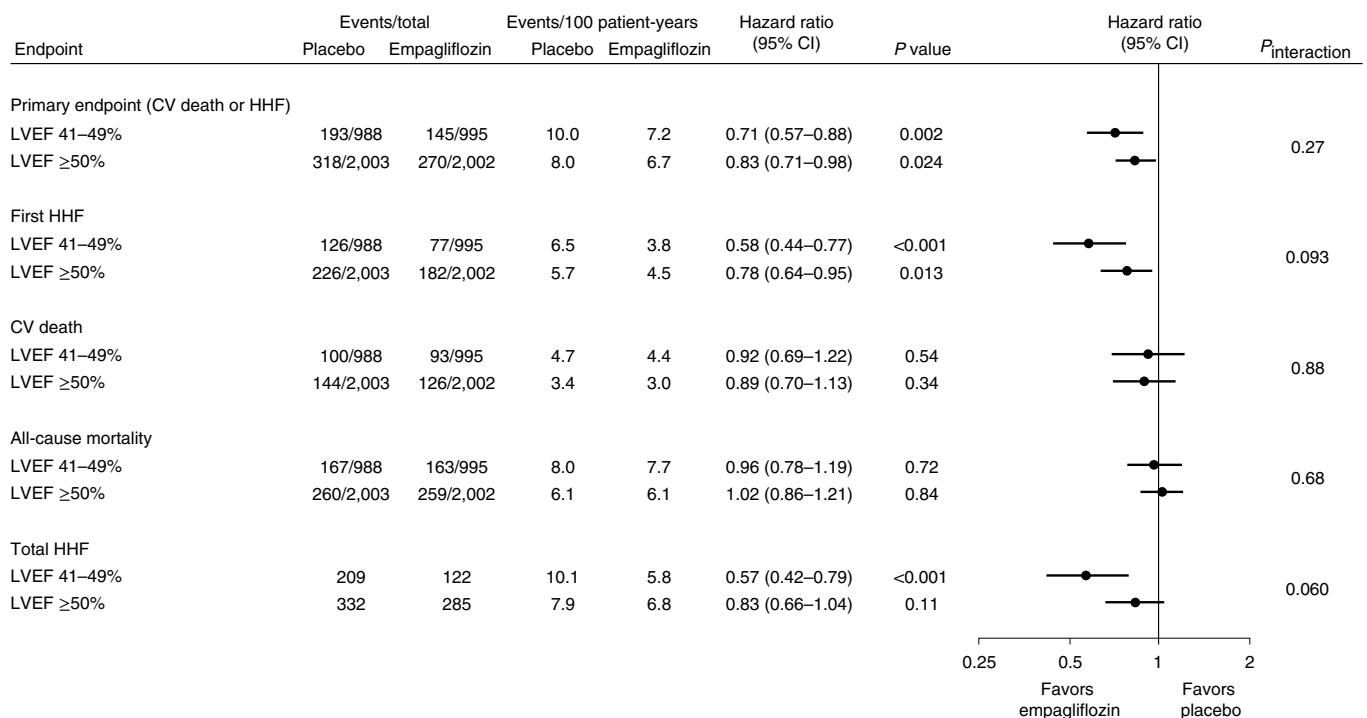 Events/total Events/100 patient-years Hazard ratio Hazard ratio
Endpoint Placebo Empagliflozin Placebo Empagliflozin (95% CI) P value (95% CI) Pinteraction
Primary endpoint (CV death or HHF)
LVEF 41–49% 193/988 145/995 10.0 7.2 0.71 (0.57–0.88) 0.002
0.27
LVEF ≥50% 318/2,003 270/2,002 8.0 6.7 0.83 (0.71–0.98) 0.024
First HHF
LVEF 41–49% 126/988 77/995 6.5 3.8 0.58 (0.44–0.77) <0.001
0.093
LVEF ≥50% 226/2,003 182/2,002 5.7 4.5 0.78 (0.64–0.95) 0.013
CV death
LVEF 41–49% 100/988 93/995 4.7 4.4 0.92 (0.69–1.22) 0.54
0.88
LVEF ≥50% 144/2,003 126/2,002 3.4 3.0 0.89 (0.70–1.13) 0.34
All-cause mortality
LVEF 41–49% 167/988 163/995 8.0 7.7 0.96 (0.78–1.19) 0.72
0.68
LVEF ≥50% 260/2,003 259/2,002 6.1 6.1 1.02 (0.86–1.21) 0.84
Total HHF
LVEF 41–49% 209 122 10.1 5.8 0.57 (0.42–0.79) <0.001
0.060
LVEF ≥50% 332 285 7.9 6.8 0.83 (0.66–1.04) 0.11
0.25 0.5 1 2
Favors Favors
empagliflozin placebo